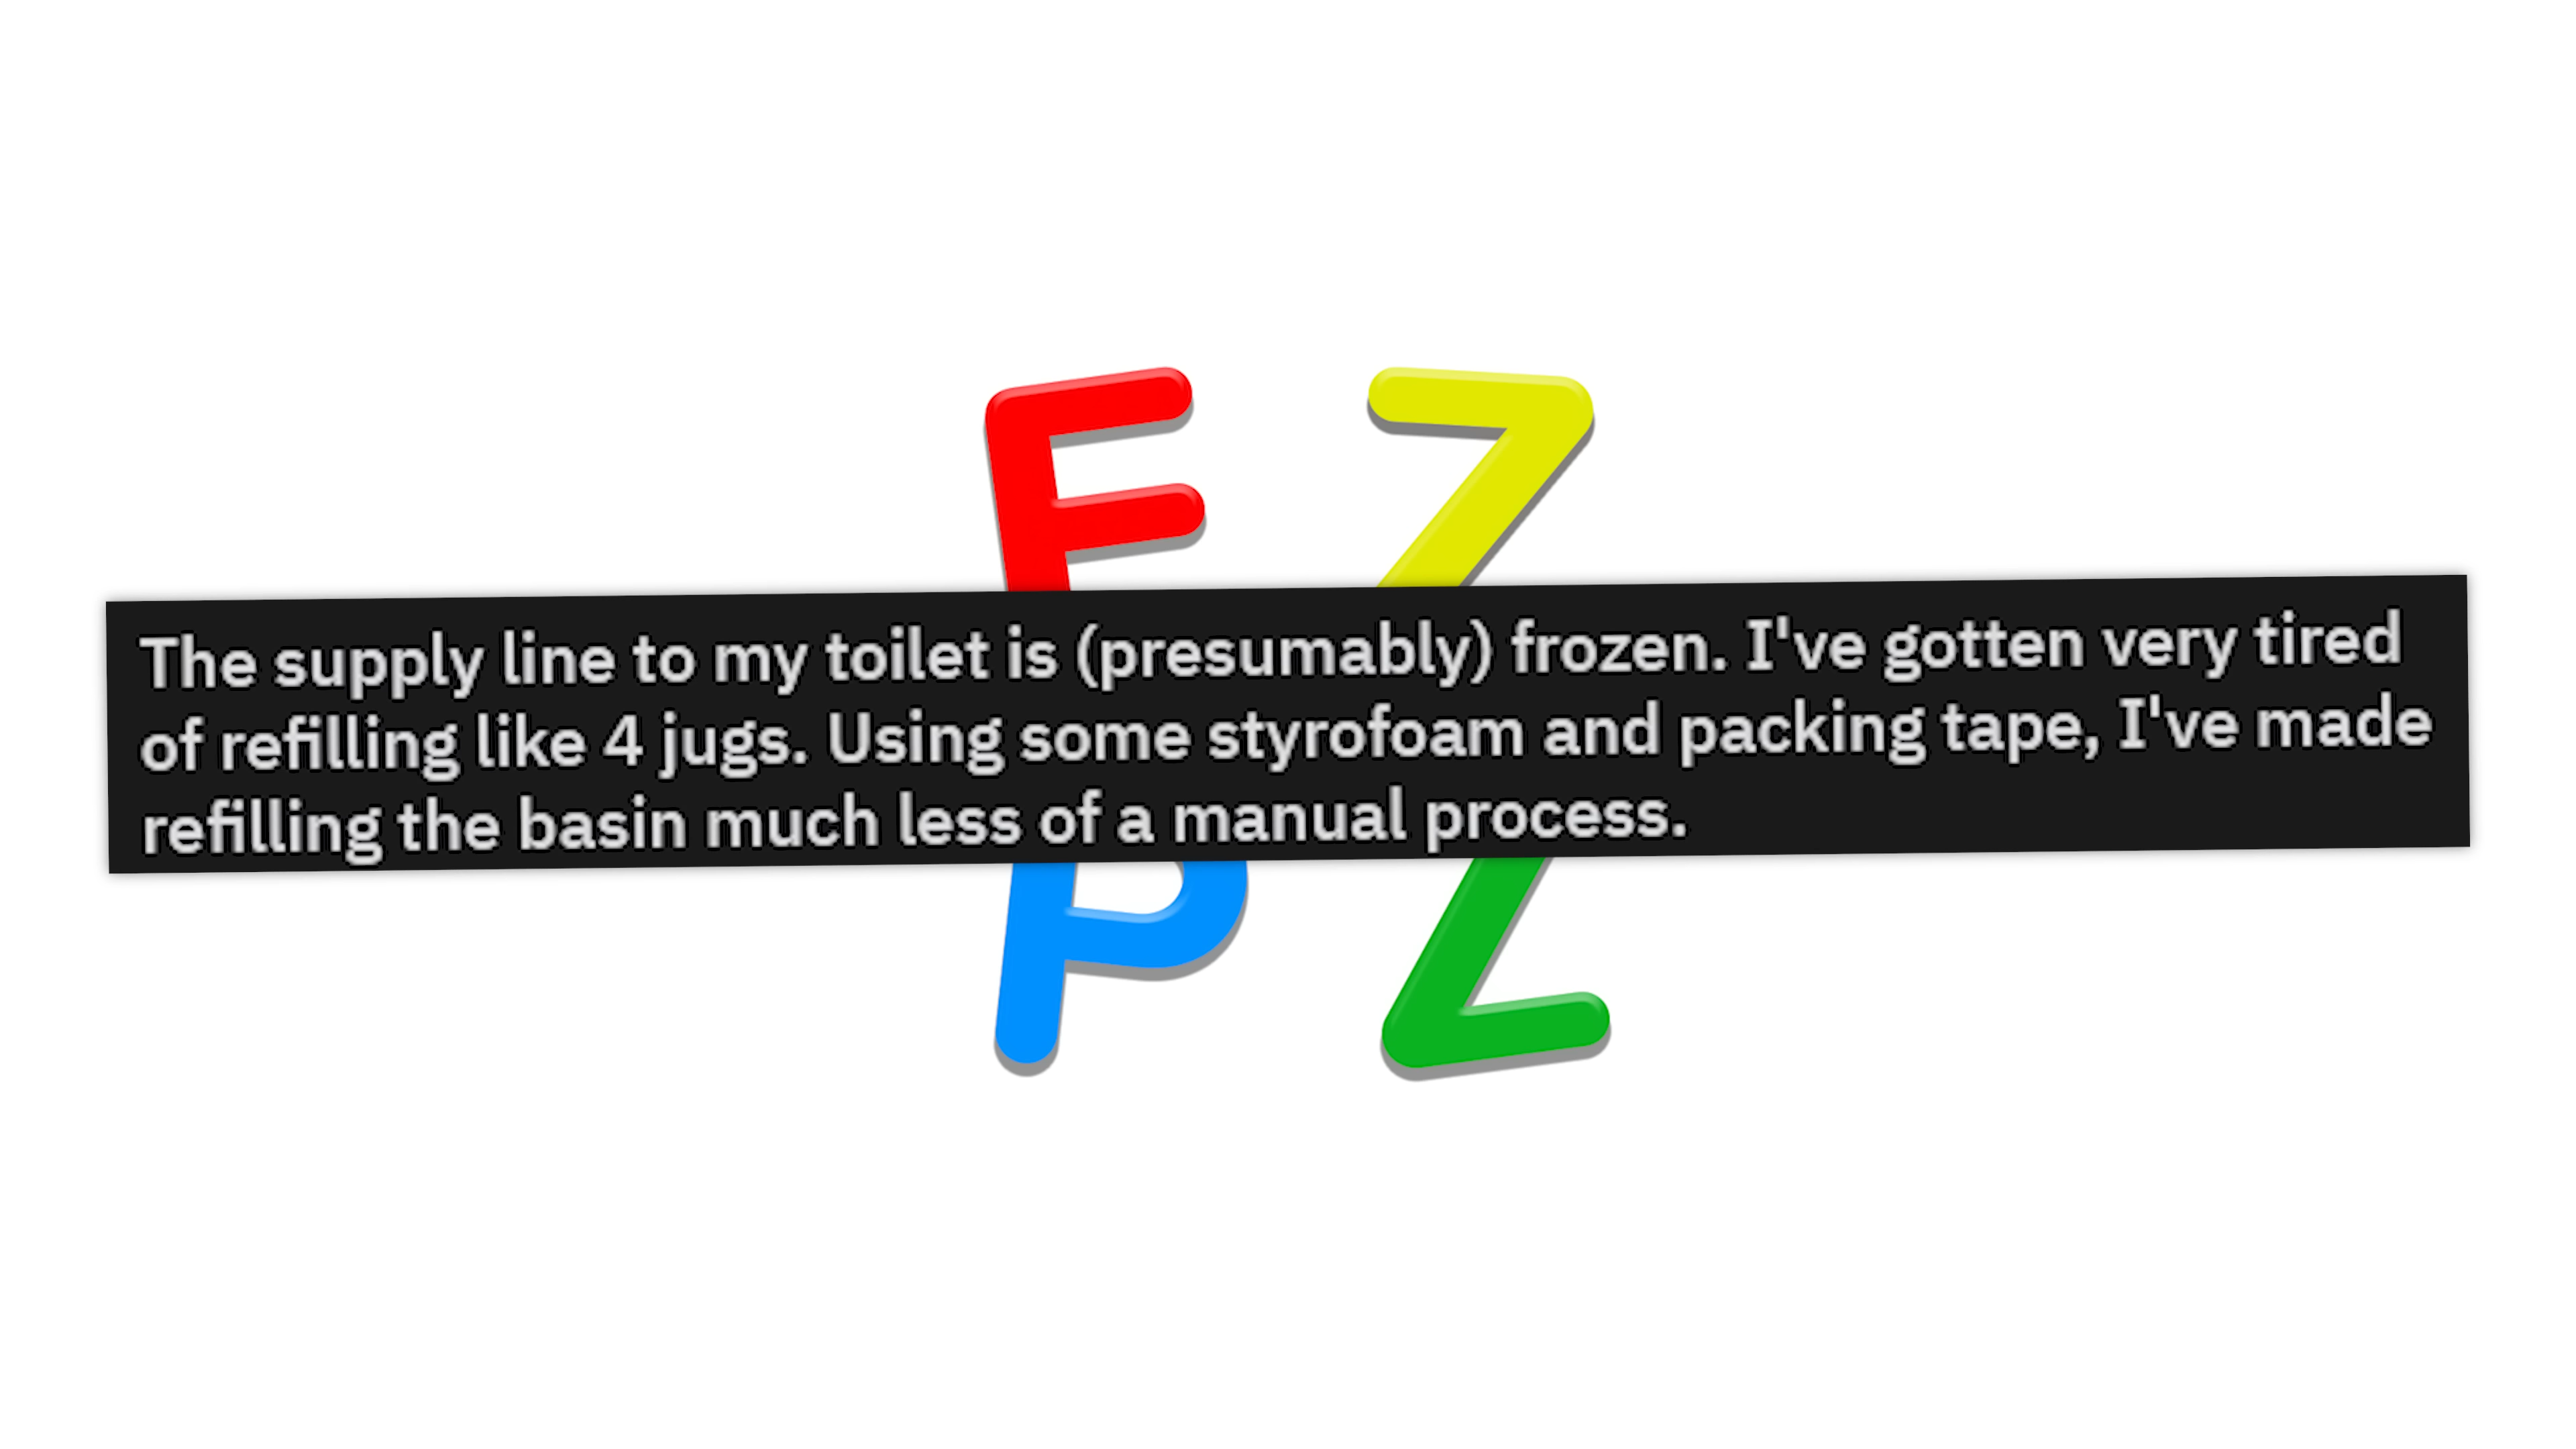 F Z
The supply line to my toilet is (presumably) frozen. I've gotten very tired
of refilling like 4 jugs. Using some styrofoam and packing tape, I've made
refilling the basin much less of a manual process.
P Z